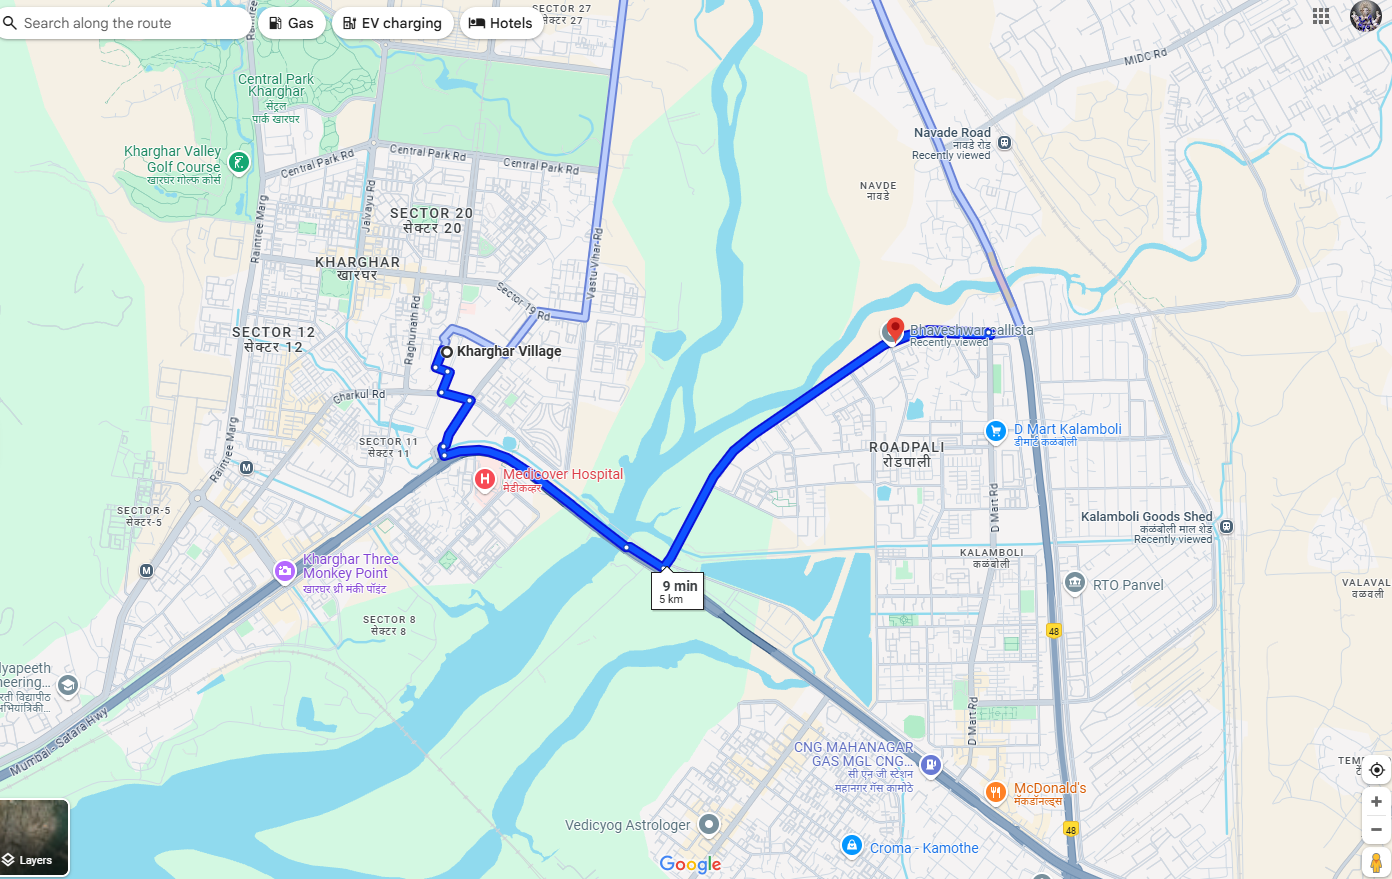 Search along the route
Gas
EV charging
Hotels
SECTOR 27
सेक्टर 27
MIDC Rd
Central Park
Kharghar
सेंट्रल
पार्क खारघर
Navade Road
नावडे रोड
Recently viewed
Kharghar Valley
Golf Course
खारघर गोल्फ कोर्स
Central Park Rd
Central Park Rd
Central Park Rd
NAVDE
नावडे
Jalvayu Rd
Raintree Marg
SECTOR 20
सेक्टर 20
Vastu Vihar Rd
KHARGHAR
खारघर
Sector 19 Rd
Raghunath Rd
SECTOR 12
सेक्टर 12
Bhaveshwar callista
Recently viewed
Kharghar Village
Gharkul Rd
D Mart Kalamboli
डीमार्ट कळंबोली
SECTOR 11
सेक्टर 11
Raintree Marg
ROADPALI
रोडपाली
M
H
Medicover Hospital
मेडीकव्हर
D Mart Rd
SECTOR-5
सेक्टर-5
Kalamboli Goods Shed
कळंबोली माल शेड
Recently viewed
KALAMBOLI
कळंबोली
M
Kharghar Three
Monkey Point
खारघर थ्री मंकी पॉइंट
9 min
5 km
RTO Panvel
VALAVAL
वळवली
SECTOR 8
सेक्टर 8
48
lyapeeth
neering...
रती विद्यापीठ
भियांत्रिकी...
D Mart Rd
Mumbai - Satara Hwy
CNG MAHANAGAR
GAS MGL CNG...
सी एन जी स्टेशन
महानगर गॅस कामोठे
McDonald's
मॅकडॉनल्ड्स
Vedicyog Astrologer
48
Croma - Kamothe
Layers
Google